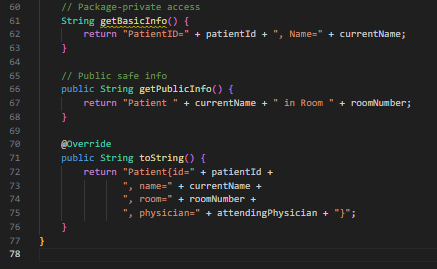 60 // Package-private access
61 String getBasicInfo() {
62 return "PatientID=" + patientId + ", Name=" + currentName;
63 }
64
65 // Public safe info
66 public String getPublicInfo() {
67 return "Patient " + currentName + " in Room " + roomNumber;
68 }
69
70 @Override
71 public String toString() {
72 return "Patient{id=" + patientId +
73 ", name=" + currentName +
74 ", room=" + roomNumber +
75 ", physician=" + attendingPhysician + "}";
76 }
77 }
78